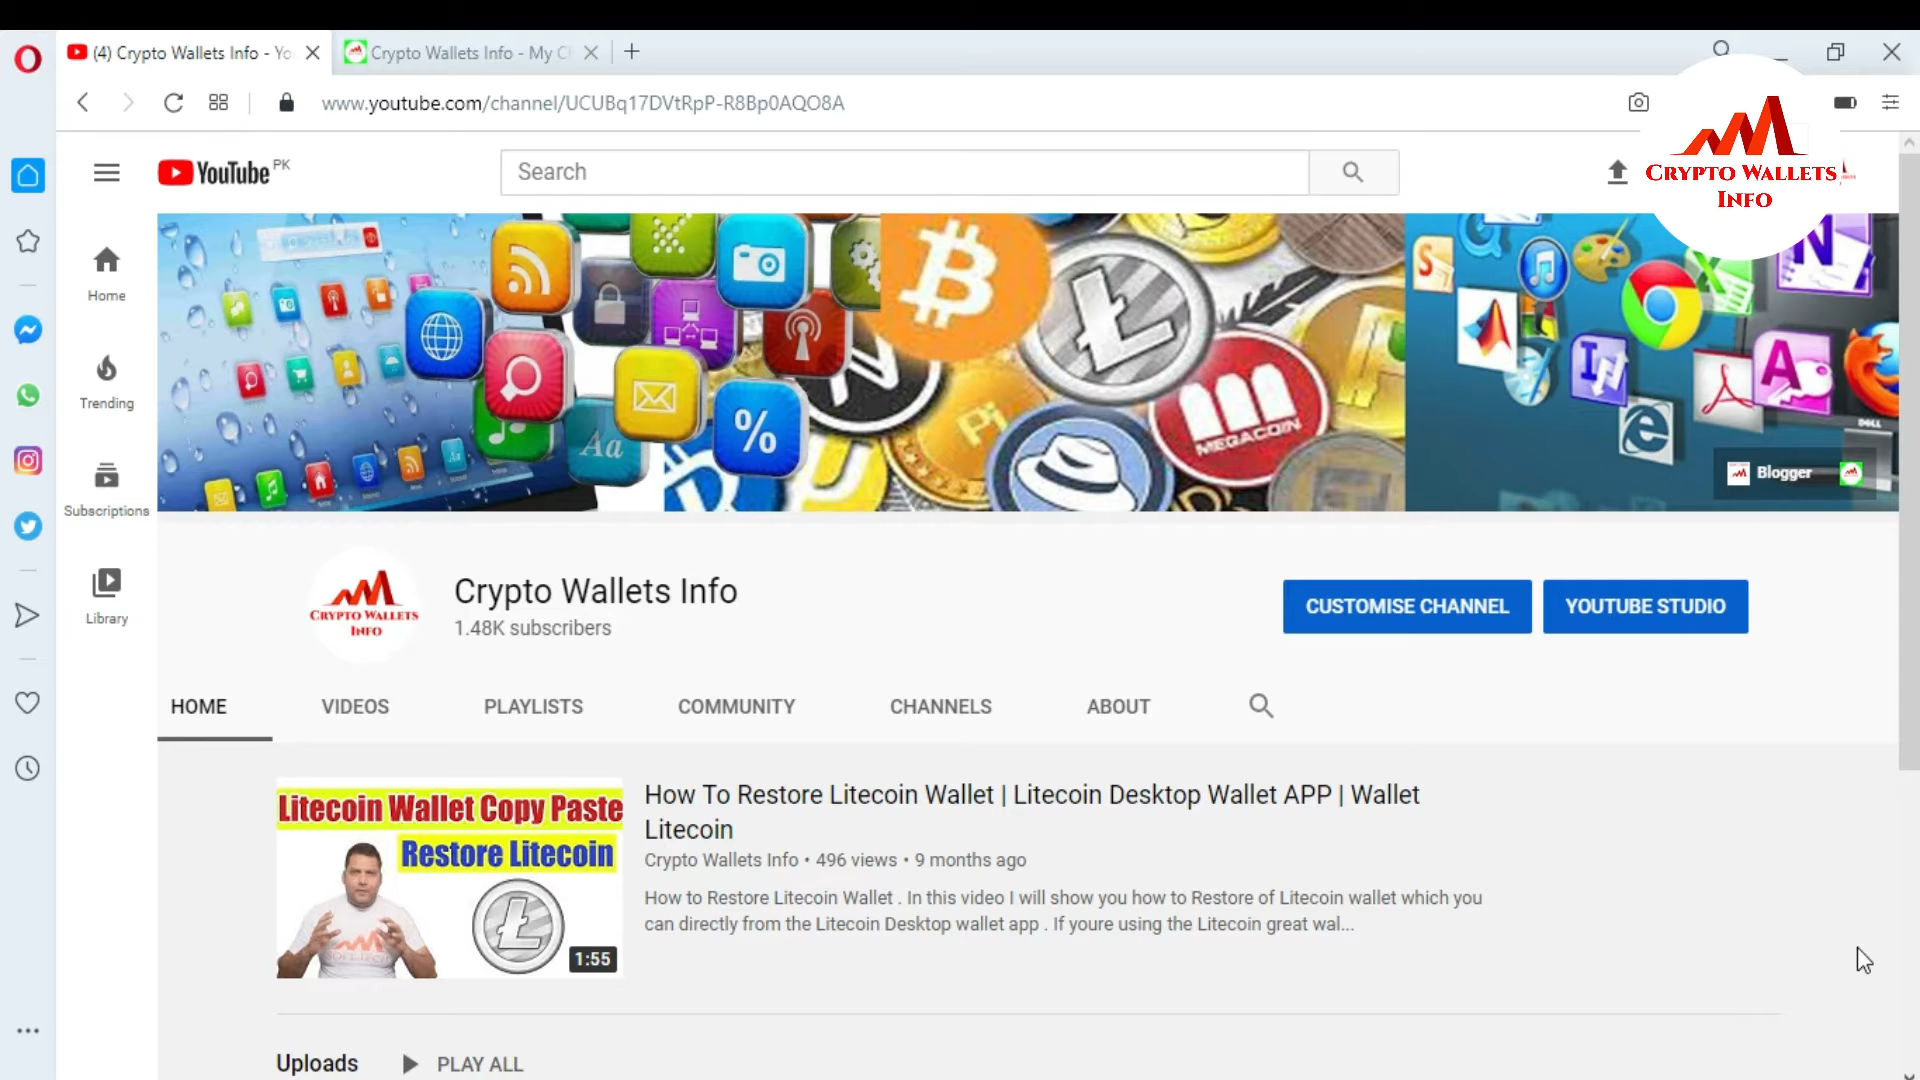 (4) Crypto Wallets Info - Yo
Crypto Wallets Info - My C
www.youtube.com/channel/UCUBq17DVtRpP-R8Bp0AQO8A
YouTube PK
Search
Crypto Wallets
Info
Home
Trending
Subscriptions
Library
Aa
%
Pi
MEGACOIN
DELL
Blogger
Crypto Wallets
Info
Crypto Wallets Info
1.48K subscribers
CUSTOMISE CHANNEL
YOUTUBE STUDIO
HOME
VIDEOS
PLAYLISTS
COMMUNITY
CHANNELS
ABOUT
Litecoin Wallet Copy Paste
Restore Litecoin
1:55
How To Restore Litecoin Wallet | Litecoin Desktop Wallet APP | Wallet
Litecoin
Crypto Wallets Info • 496 views • 9 months ago
How to Restore Litecoin Wallet . In this video I will show you how to Restore of Litecoin wallet which you
can directly from the Litecoin Desktop wallet app . If youre using the Litecoin great wal...
Uploads
PLAY ALL